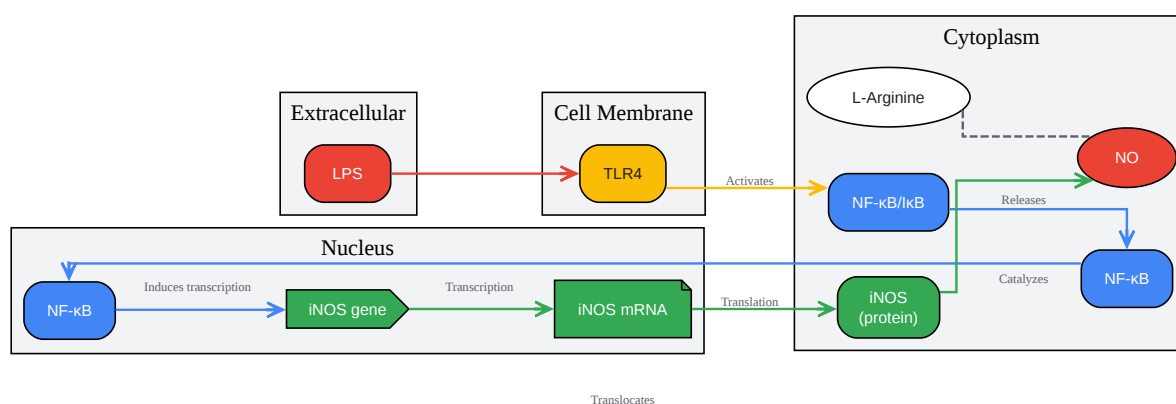 Cytoplasm
L-Arginine
Extracellular
Cell Membrane
NO
LPS
TLR4
Activates
NF-κB/IκB
Releases
Nucleus
NF-κB
Induces transcription
iNOS gene
Transcription
iNOS mRNA
Translation
iNOS
(protein)
Catalyzes
NF-κB
Translocates